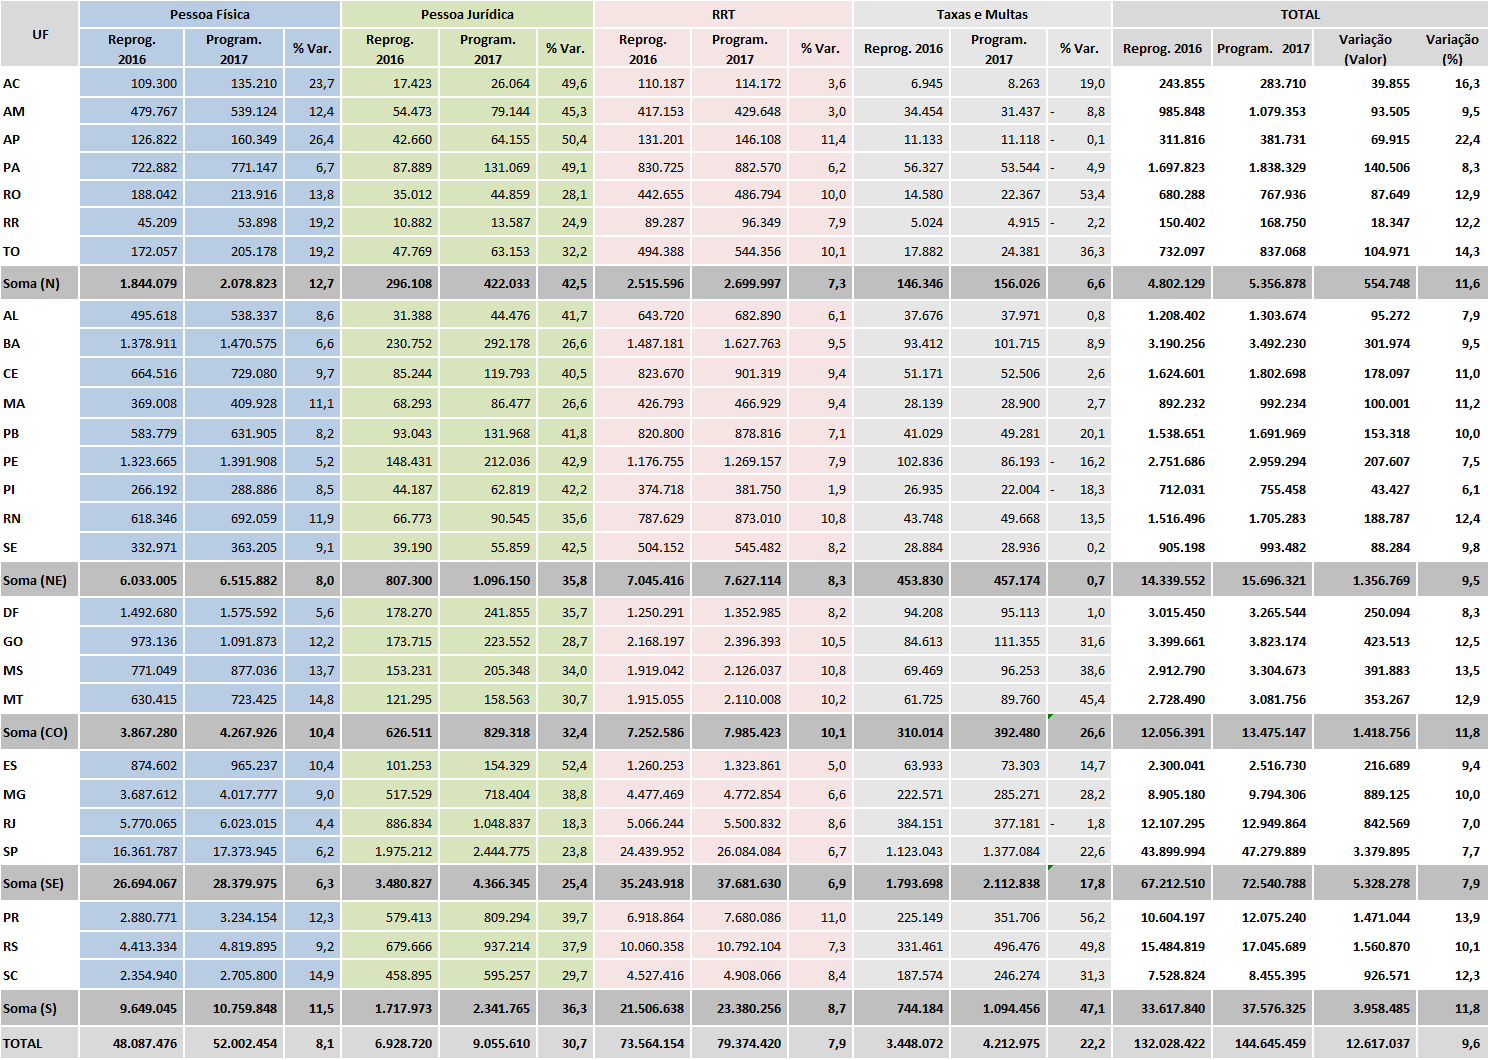 UF Pessoa Física Pessoa Jurídica RRT Taxas e Multas TOTAL
Reprog. 2016 Program. 2017 % Var. Reprog. 2016 Program. 2017 % Var. Reprog. 2016 Program. 2017 % Var. Reprog. 2016 Program. 2017 % Var. Reprog. 2016 Program. 2017 Variação (Valor) Variação (%)
AC 109.300 135.210 23,7 17.423 26.064 49,6 110.187 114.172 3,6 6.945 8.263 19,0 243.855 283.710 39.855 16,3
AM 479.767 539.124 12,4 54.473 79.144 45,3 417.153 429.648 3,0 34.454 31.437 - 8,8 985.848 1.079.353 93.505 9,5
AP 126.822 160.349 26,4 42.660 64.155 50,4 131.201 146.108 11,4 11.133 11.118 - 0,1 311.816 381.731 69.915 22,4
PA 722.882 771.147 6,7 87.889 131.069 49,1 830.725 882.570 6,2 56.327 53.544 - 4,9 1.697.823 1.838.329 140.506 8,3
RO 188.042 213.916 13,8 35.012 44.859 28,1 442.655 486.794 10,0 14.580 22.367 53,4 680.288 767.936 87.649 12,9
RR 45.209 53.898 19,2 10.882 13.587 24,9 89.287 96.349 7,9 5.024 4.915 - 2,2 150.402 168.750 18.347 12,2
TO 172.057 205.178 19,2 47.769 63.153 32,2 494.388 544.356 10,1 17.882 24.381 36,3 732.097 837.068 104.971 14,3
Soma (N) 1.844.079 2.078.823 12,7 296.108 422.033 42,5 2.515.596 2.699.997 7,3 146.346 156.026 6,6 4.802.129 5.356.878 554.748 11,6
AL 495.618 538.337 8,6 31.388 44.476 41,7 643.720 682.890 6,1 37.676 37.971 0,8 1.208.402 1.303.674 95.272 7,9
BA 1.378.911 1.470.575 6,6 230.752 292.178 26,6 1.487.181 1.627.763 9,5 93.412 101.715 8,9 3.190.256 3.492.230 301.974 9,5
CE 664.516 729.080 9,7 85.244 119.793 40,5 823.670 901.319 9,4 51.171 52.506 2,6 1.624.601 1.802.698 178.097 11,0
MA 369.008 409.928 11,1 68.293 86.477 26,6 426.793 466.929 9,4 28.139 28.900 2,7 892.232 992.234 100.001 11,2
PB 583.779 631.905 8,2 93.043 131.968 41,8 820.800 878.816 7,1 41.029 49.281 20,1 1.538.651 1.691.969 153.318 10,0
PE 1.323.665 1.391.908 5,2 148.431 212.036 42,9 1.176.755 1.269.157 7,9 102.836 86.193 - 16,2 2.751.686 2.959.294 207.607 7,5
PI 266.192 288.886 8,5 44.187 62.819 42,2 374.718 381.750 1,9 26.935 22.004 - 18,3 712.031 755.458 43.427 6,1
RN 618.346 692.059 11,9 66.773 90.545 35,6 787.629 873.010 10,8 43.748 49.668 13,5 1.516.496 1.705.283 188.787 12,4
SE 332.971 363.205 9,1 39.190 55.859 42,5 504.152 545.482 8,2 28.884 28.936 0,2 905.198 993.482 88.284 9,8
Soma (NE) 6.033.005 6.515.882 8,0 807.300 1.096.150 35,8 7.045.416 7.627.114 8,3 453.830 457.174 0,7 14.339.552 15.696.321 1.356.769 9,5
DF 1.492.680 1.575.592 5,6 178.270 241.855 35,7 1.250.291 1.352.985 8,2 94.208 95.113 1,0 3.015.450 3.265.544 250.094 8,3
GO 973.136 1.091.873 12,2 173.715 223.552 28,7 2.168.197 2.396.393 10,5 84.613 111.355 31,6 3.399.661 3.823.174 423.513 12,5
MS 771.049 877.036 13,7 153.231 205.348 34,0 1.919.042 2.126.037 10,8 69.469 96.253 38,6 2.912.790 3.304.673 391.883 13,5
MT 630.415 723.425 14,8 121.295 158.563 30,7 1.915.055 2.110.008 10,2 61.725 89.760 45,4 2.728.490 3.081.756 353.267 12,9
Soma (CO) 3.867.280 4.267.926 10,4 626.511 829.318 32,4 7.252.586 7.985.423 10,1 310.014 392.480 26,6 12.056.391 13.475.147 1.418.756 11,8
ES 874.602 965.237 10,4 101.253 154.329 52,4 1.260.253 1.323.861 5,0 63.933 73.303 14,7 2.300.041 2.516.730 216.689 9,4
MG 3.687.612 4.017.777 9,0 517.529 718.404 38,8 4.477.469 4.772.854 6,6 222.571 285.271 28,2 8.905.180 9.794.306 889.125 10,0
RJ 5.770.065 6.023.015 4,4 886.834 1.048.837 18,3 5.066.244 5.500.832 8,6 384.151 377.181 - 1,8 12.107.295 12.949.864 842.569 7,0
SP 16.361.787 17.373.945 6,2 1.975.212 2.444.775 23,8 24.439.952 26.084.084 6,7 1.123.043 1.377.084 22,6 43.899.994 47.279.889 3.379.895 7,7
Soma (SE) 26.694.067 28.379.975 6,3 3.480.827 4.366.345 25,4 35.243.918 37.681.630 6,9 1.793.698 2.112.838 17,8 67.212.510 72.540.788 5.328.278 7,9
PR 2.880.771 3.234.154 12,3 579.413 809.294 39,7 6.918.864 7.680.086 11,0 225.149 351.706 56,2 10.604.197 12.075.240 1.471.044 13,9
RS 4.413.334 4.819.895 9,2 679.666 937.214 37,9 10.060.358 10.792.104 7,3 331.461 496.476 49,8 15.484.819 17.045.689 1.560.870 10,1
SC 2.354.940 2.705.800 14,9 458.895 595.257 29,7 4.527.416 4.908.066 8,4 187.574 246.274 31,3 7.528.824 8.455.395 926.571 12,3
Soma (S) 9.649.045 10.759.848 11,5 1.717.973 2.341.765 36,3 21.506.638 23.380.256 8,7 744.184 1.094.456 47,1 33.617.840 37.576.325 3.958.485 11,8
TOTAL 48.087.476 52.002.454 8,1 6.928.720 9.055.610 30,7 73.564.154 79.374.420 7,9 3.448.072 4.212.975 22,2 132.028.422 144.645.459 12.617.037 9,6